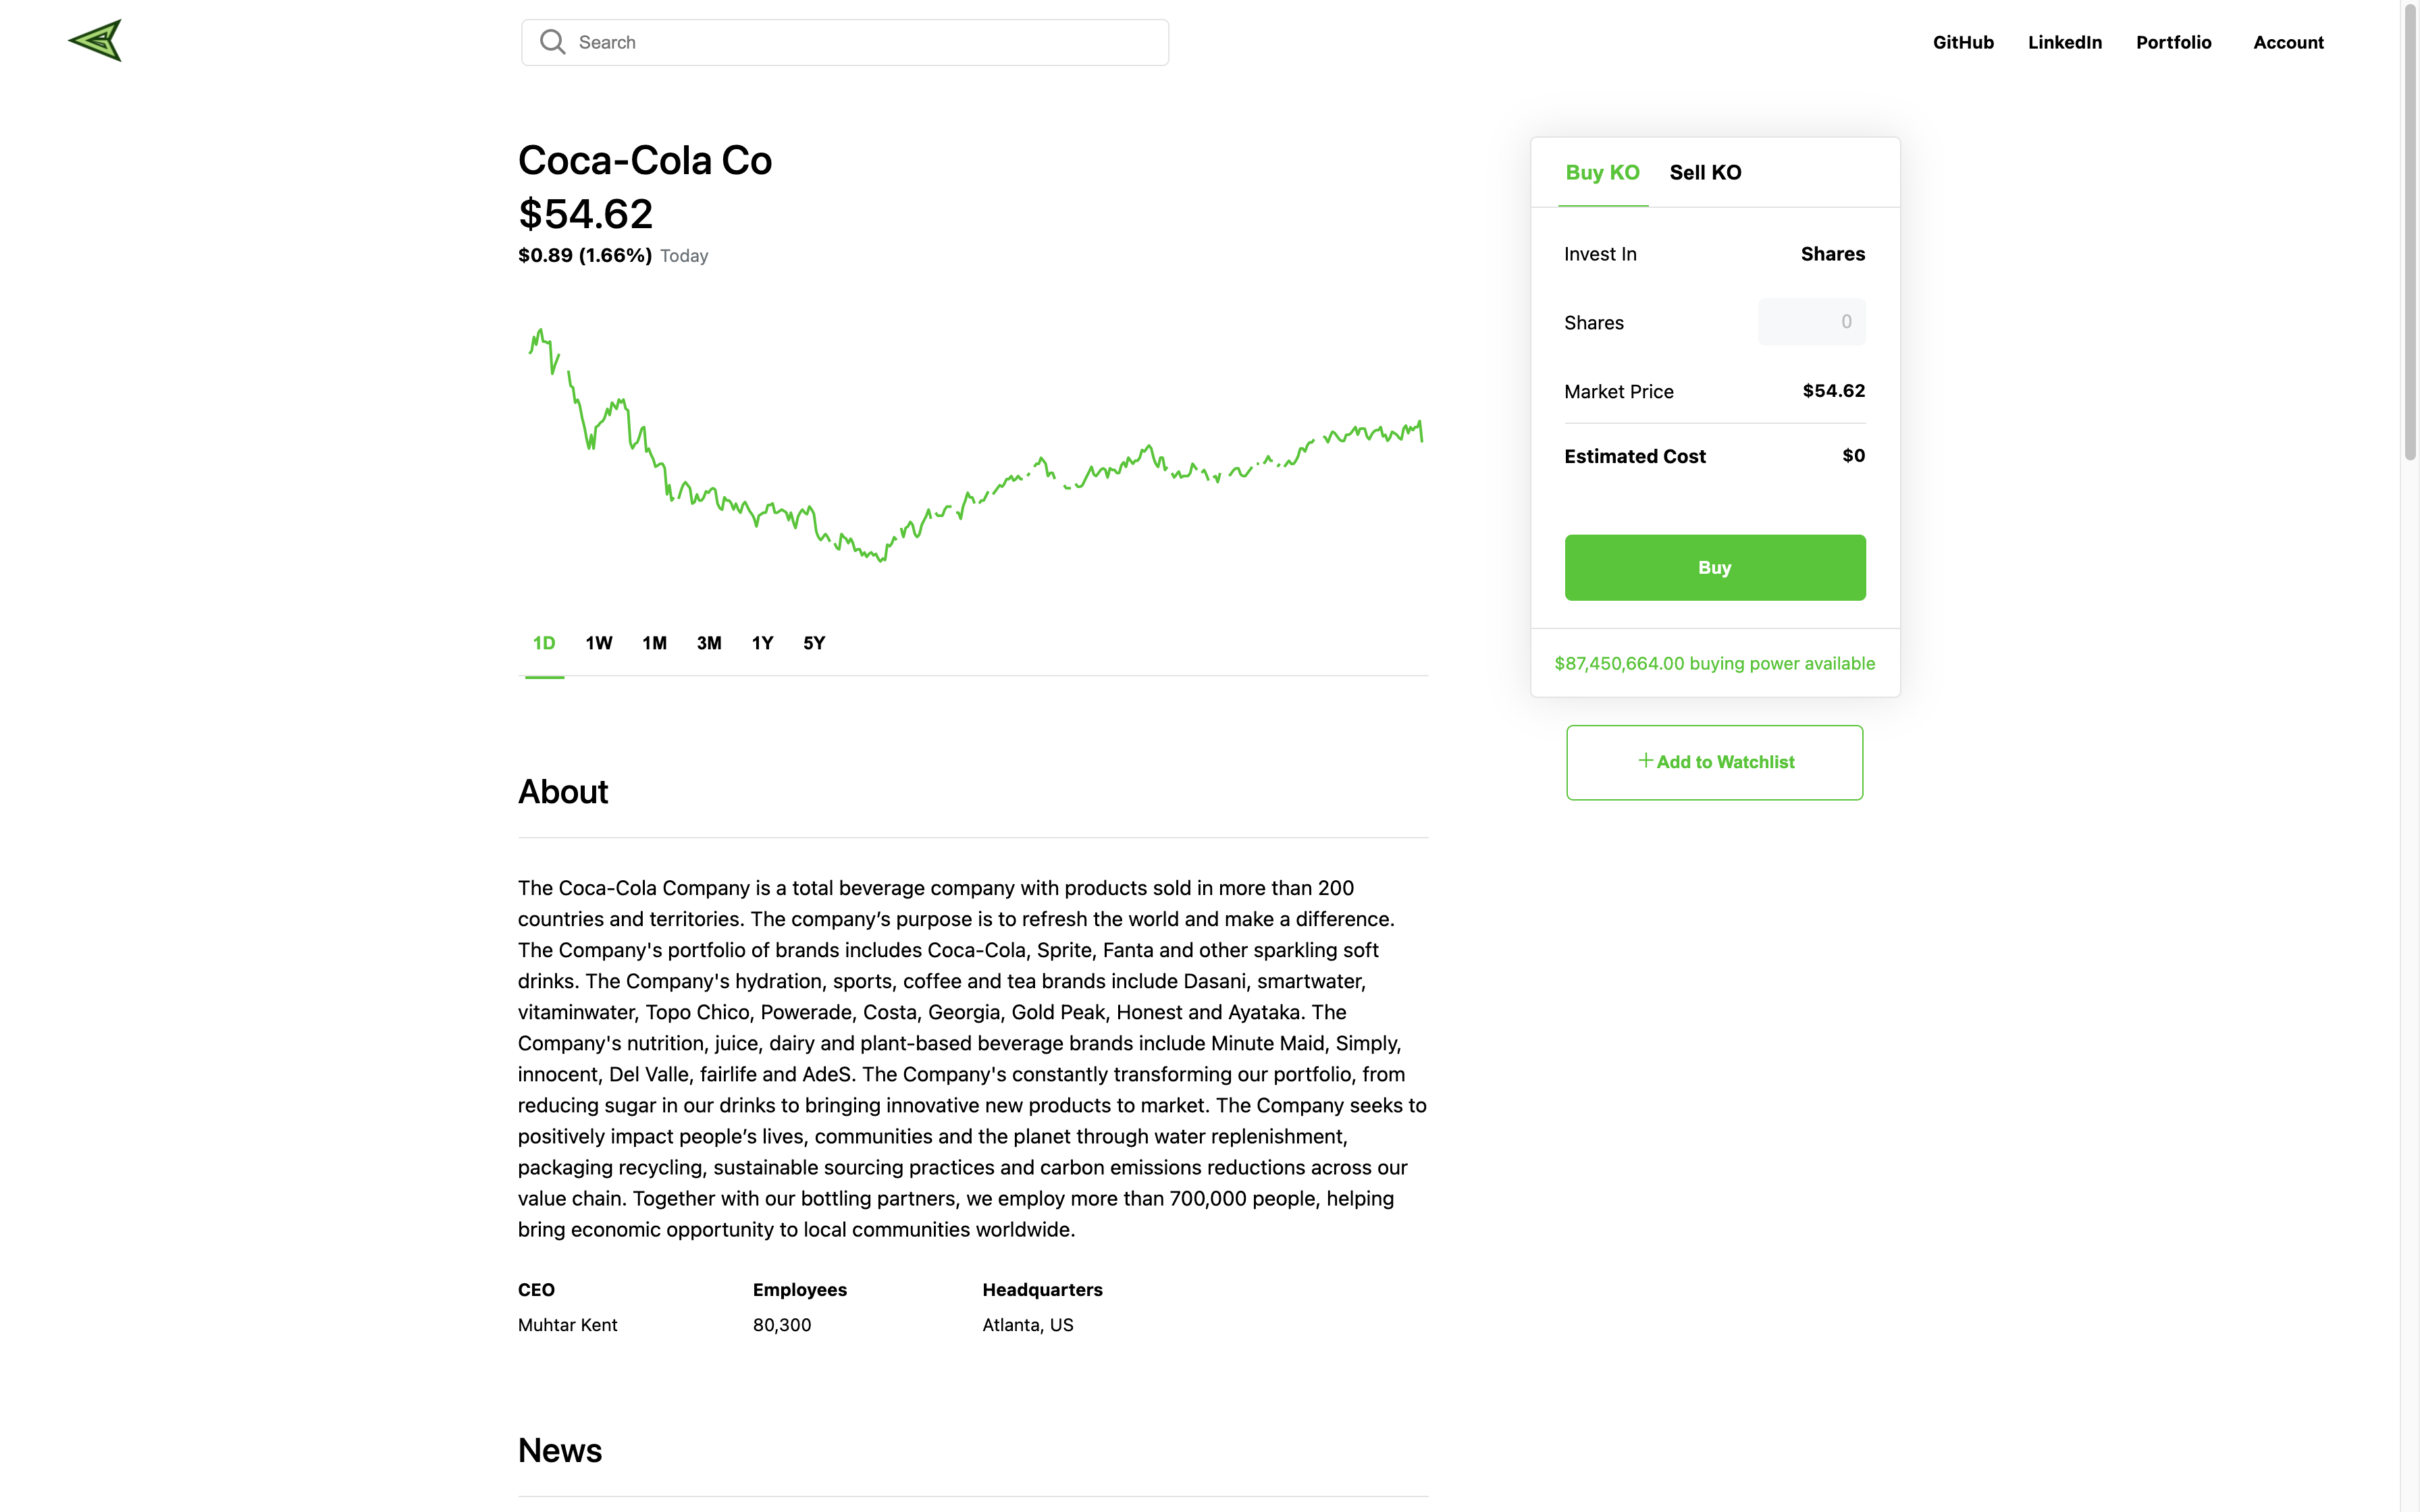 Search
GitHub
LinkedIn
Portfolio
Account
Coca-Cola Co
$54.62
$0.89 (1.66%) Today
1D 1W 1M 3M 1Y 5Y
Buy KO Sell KO
Invest In Shares
Shares 0
Market Price $54.62
Estimated Cost $0
Buy
$87,450,664.00 buying power available
+Add to Watchlist
About
The Coca-Cola Company is a total beverage company with products sold in more than 200
countries and territories. The company’s purpose is to refresh the world and make a difference.
The Company's portfolio of brands includes Coca-Cola, Sprite, Fanta and other sparkling soft
drinks. The Company's hydration, sports, coffee and tea brands include Dasani, smartwater,
vitaminwater, Topo Chico, Powerade, Costa, Georgia, Gold Peak, Honest and Ayataka. The
Company's nutrition, juice, dairy and plant-based beverage brands include Minute Maid, Simply,
innocent, Del Valle, fairlife and AdeS. The Company's constantly transforming our portfolio, from
reducing sugar in our drinks to bringing innovative new products to market. The Company seeks to
positively impact people’s lives, communities and the planet through water replenishment,
packaging recycling, sustainable sourcing practices and carbon emissions reductions across our
value chain. Together with our bottling partners, we employ more than 700,000 people, helping
bring economic opportunity to local communities worldwide.
CEO Employees Headquarters
Muhtar Kent 80,300 Atlanta, US
News